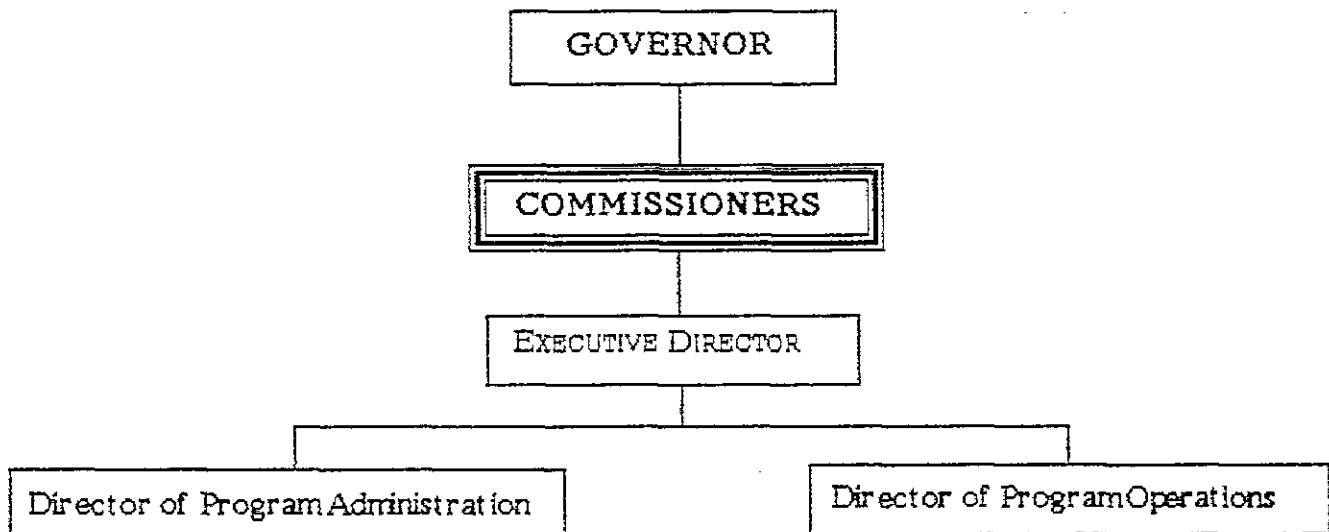 GOVERNOR
COMMISSIONERS
EXECUTIVE DIRECTOR
Director of Program Administration
Director of Program Operations